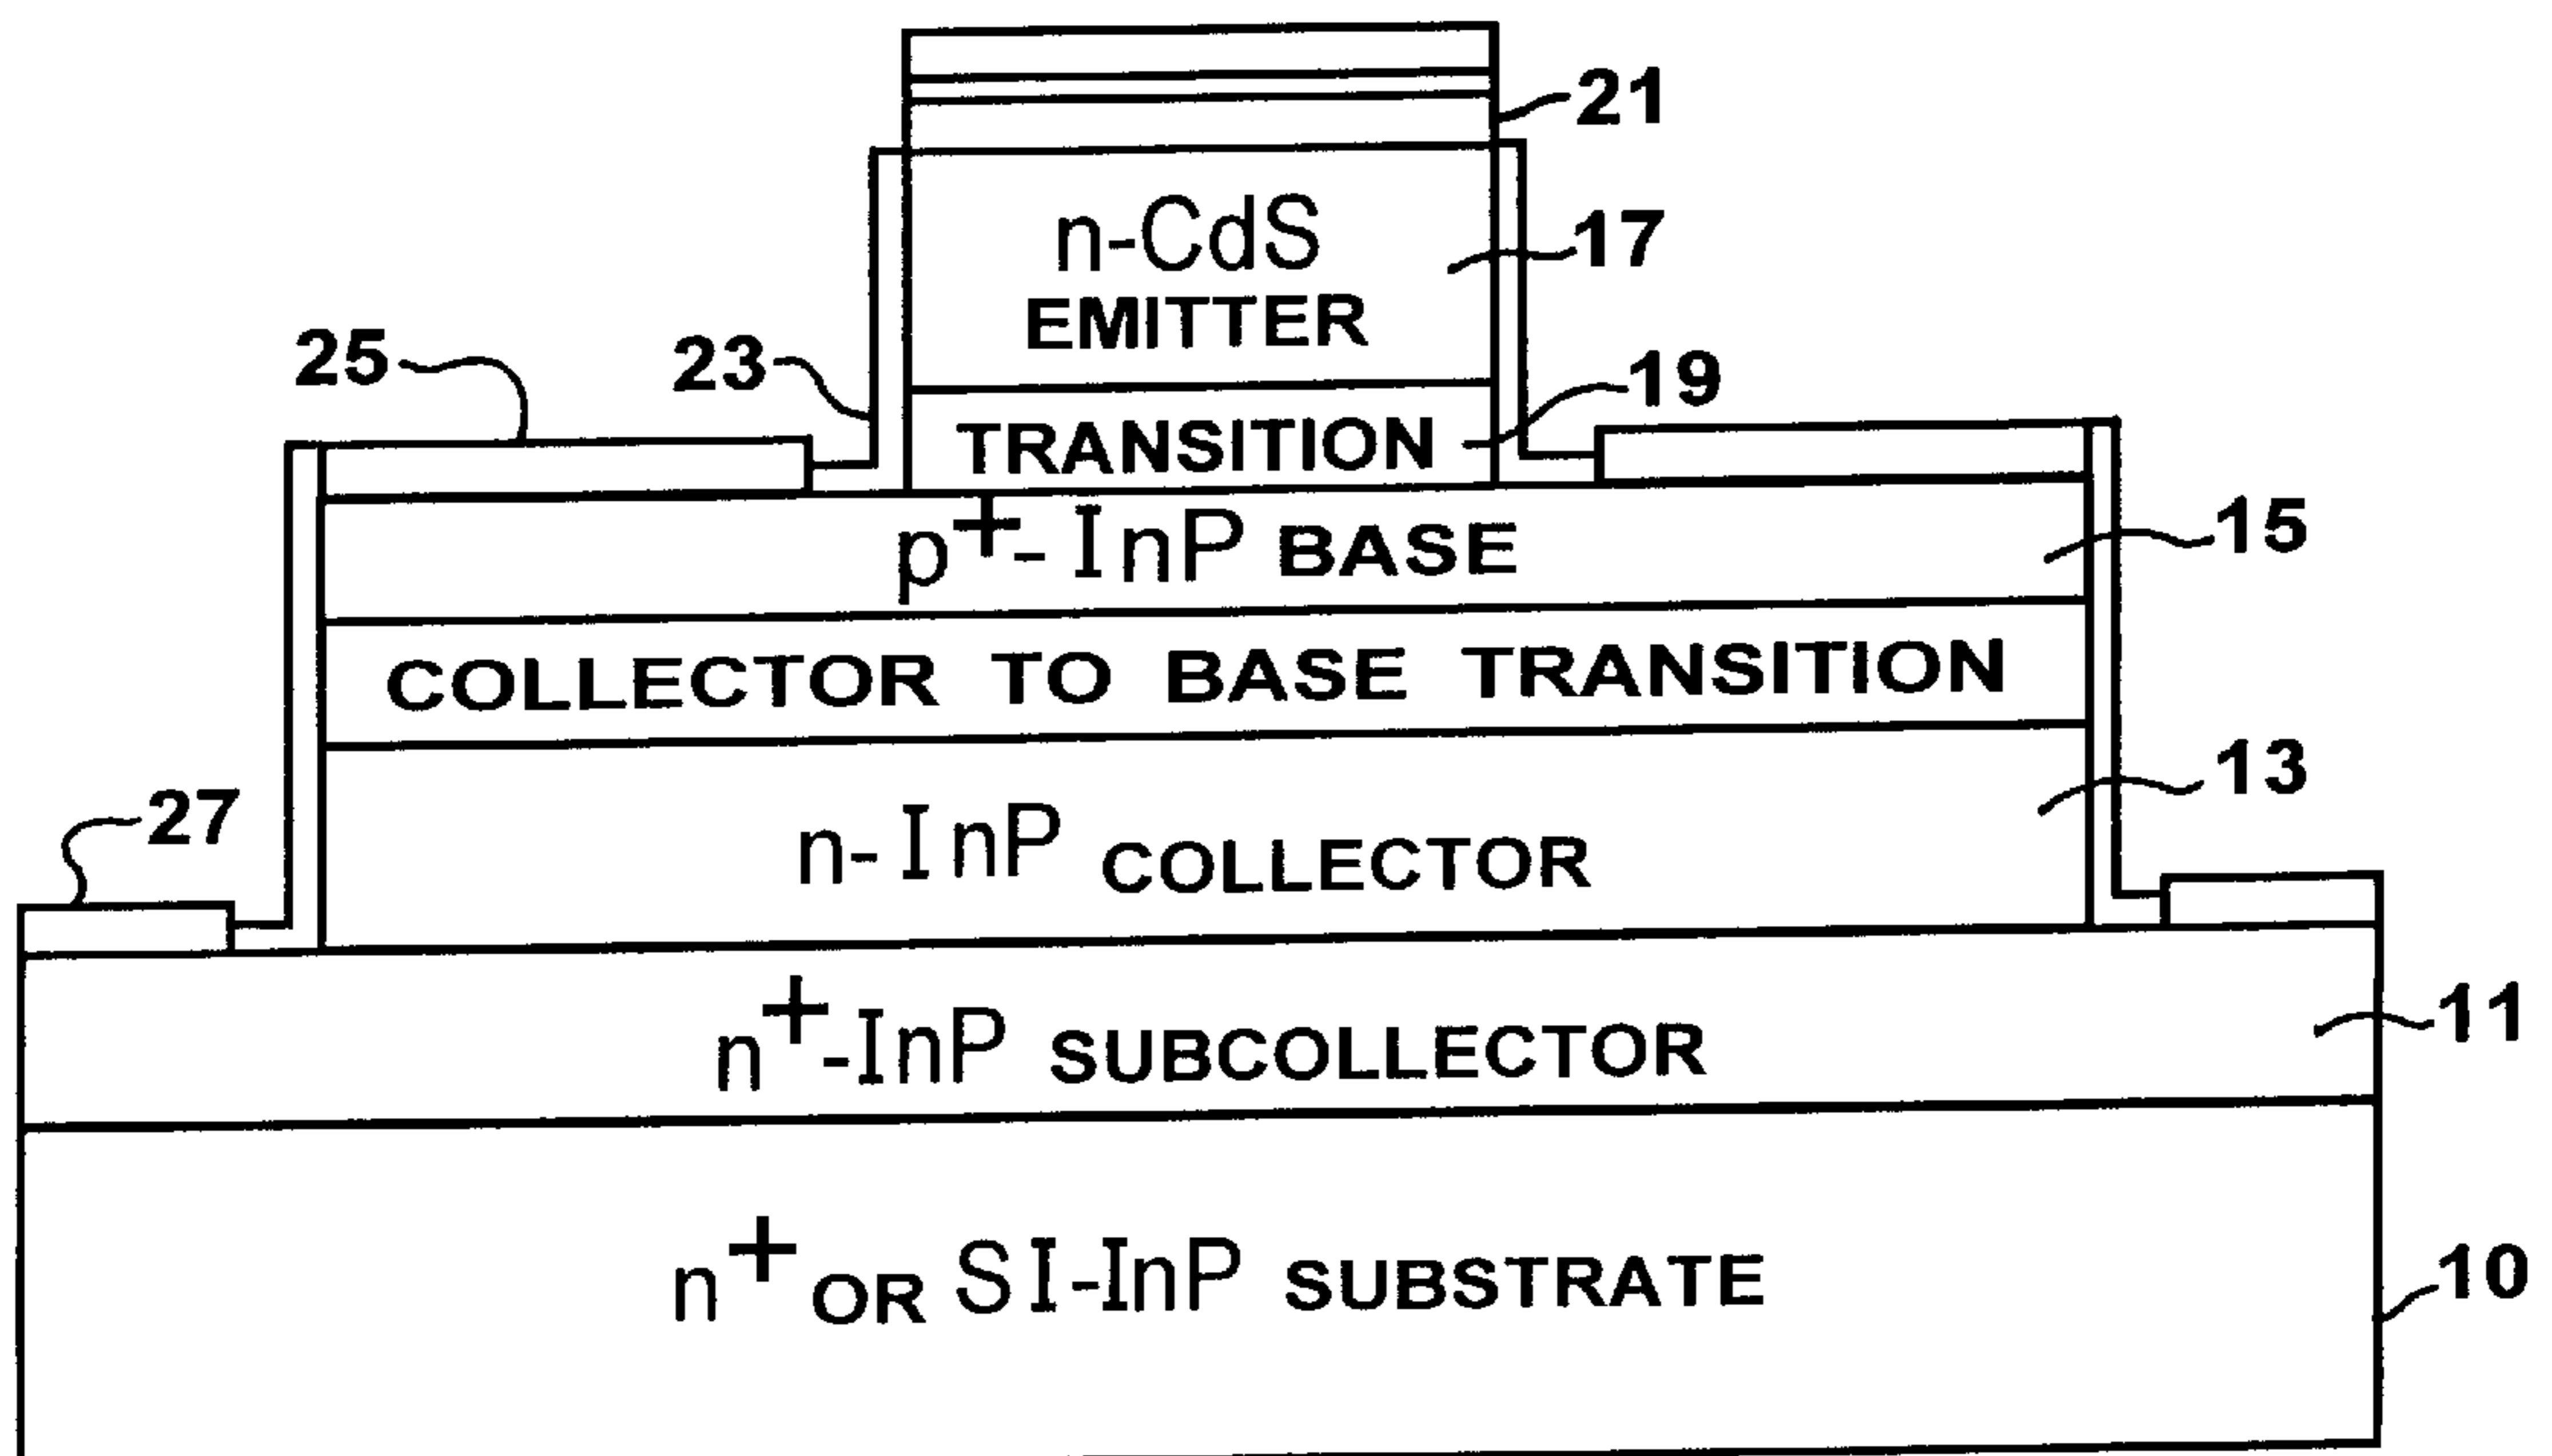 21
n-CdS
17
EMITTER
25
23
19
TRANSITION
p+-InP BASE
15
COLLECTOR TO BASE TRANSITION
13
27
n-InP COLLECTOR
n+-InP SUBCOLLECTOR
11
n+ OR SI-InP SUBSTRATE
10